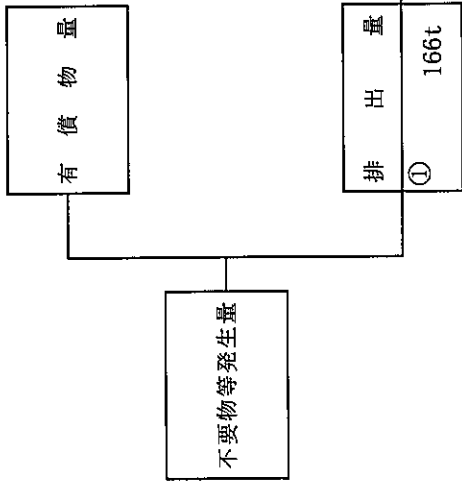 不要物等発生量
有償物量
排出量
①
166t